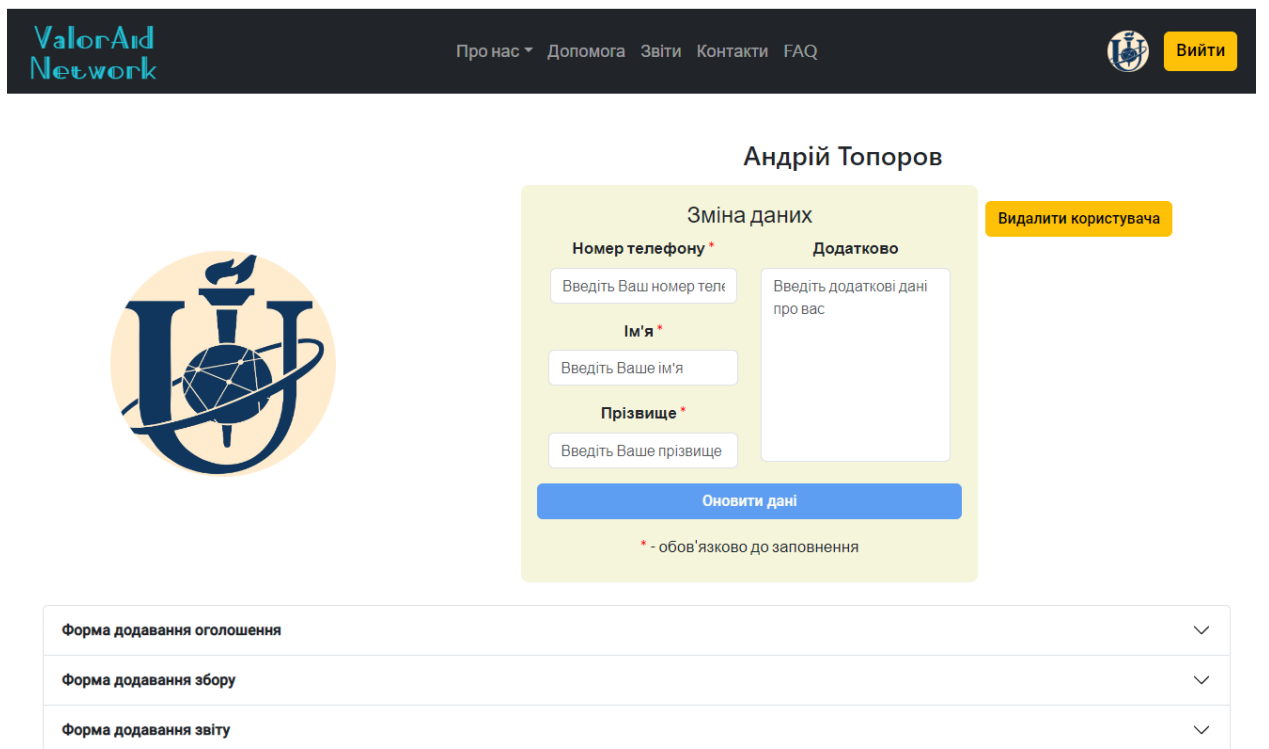 ValorAid
Network
Про нас Допомога Звіти Контакти FAQ
Вийти
Андрій Топоров
Зміна даних
Видалити користувача
Номер телефону *
Введіть Ваш номер теле
Ім'я *
Введіть Ваше ім'я
Прізвище *
Введіть Ваше прізвище
Додатково
Введіть додаткові дані
про вас
Оновити дані
* - обов'язково до заповнення
Форма додавання оголошення
Форма додавання збору
Форма додавання звіту